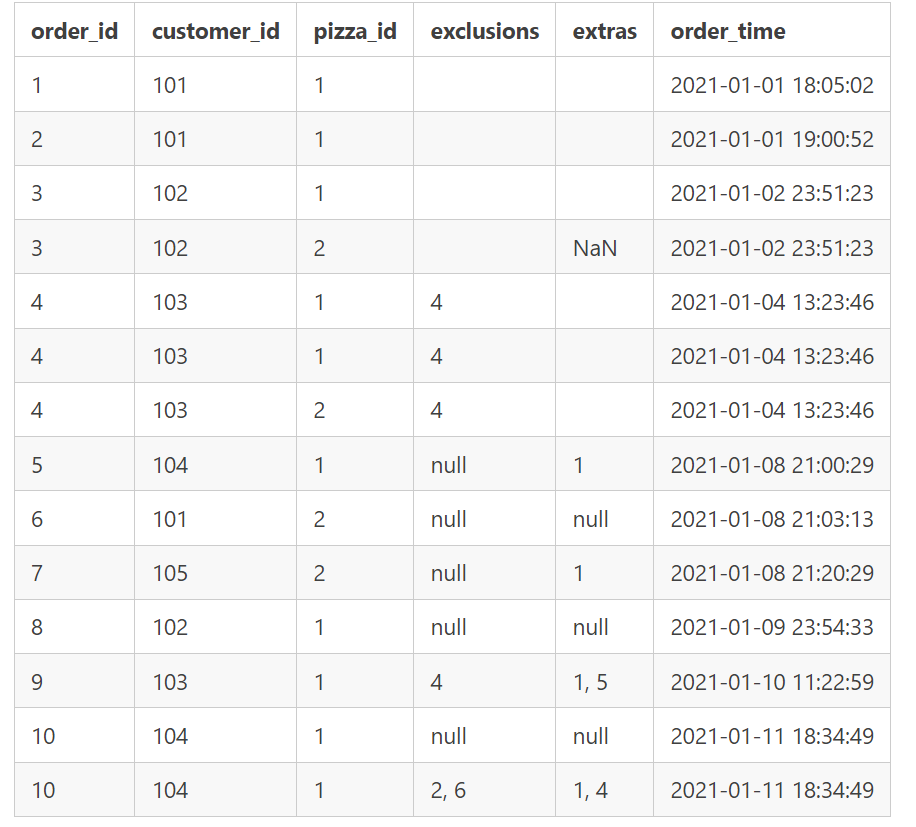 order_id customer_id pizza_id exclusions extras order_time
1 101 1 2021-01-01 18:05:02
2 101 1 2021-01-01 19:00:52
3 102 1 2021-01-02 23:51:23
3 102 2 NaN 2021-01-02 23:51:23
4 103 1 4 2021-01-04 13:23:46
4 103 1 4 2021-01-04 13:23:46
4 103 2 4 2021-01-04 13:23:46
5 104 1 null 1 2021-01-08 21:00:29
6 101 2 null null 2021-01-08 21:03:13
7 105 2 null 1 2021-01-08 21:20:29
8 102 1 null null 2021-01-09 23:54:33
9 103 1 4 1, 5 2021-01-10 11:22:59
10 104 1 null null 2021-01-11 18:34:49
10 104 1 2, 6 1, 4 2021-01-11 18:34:49